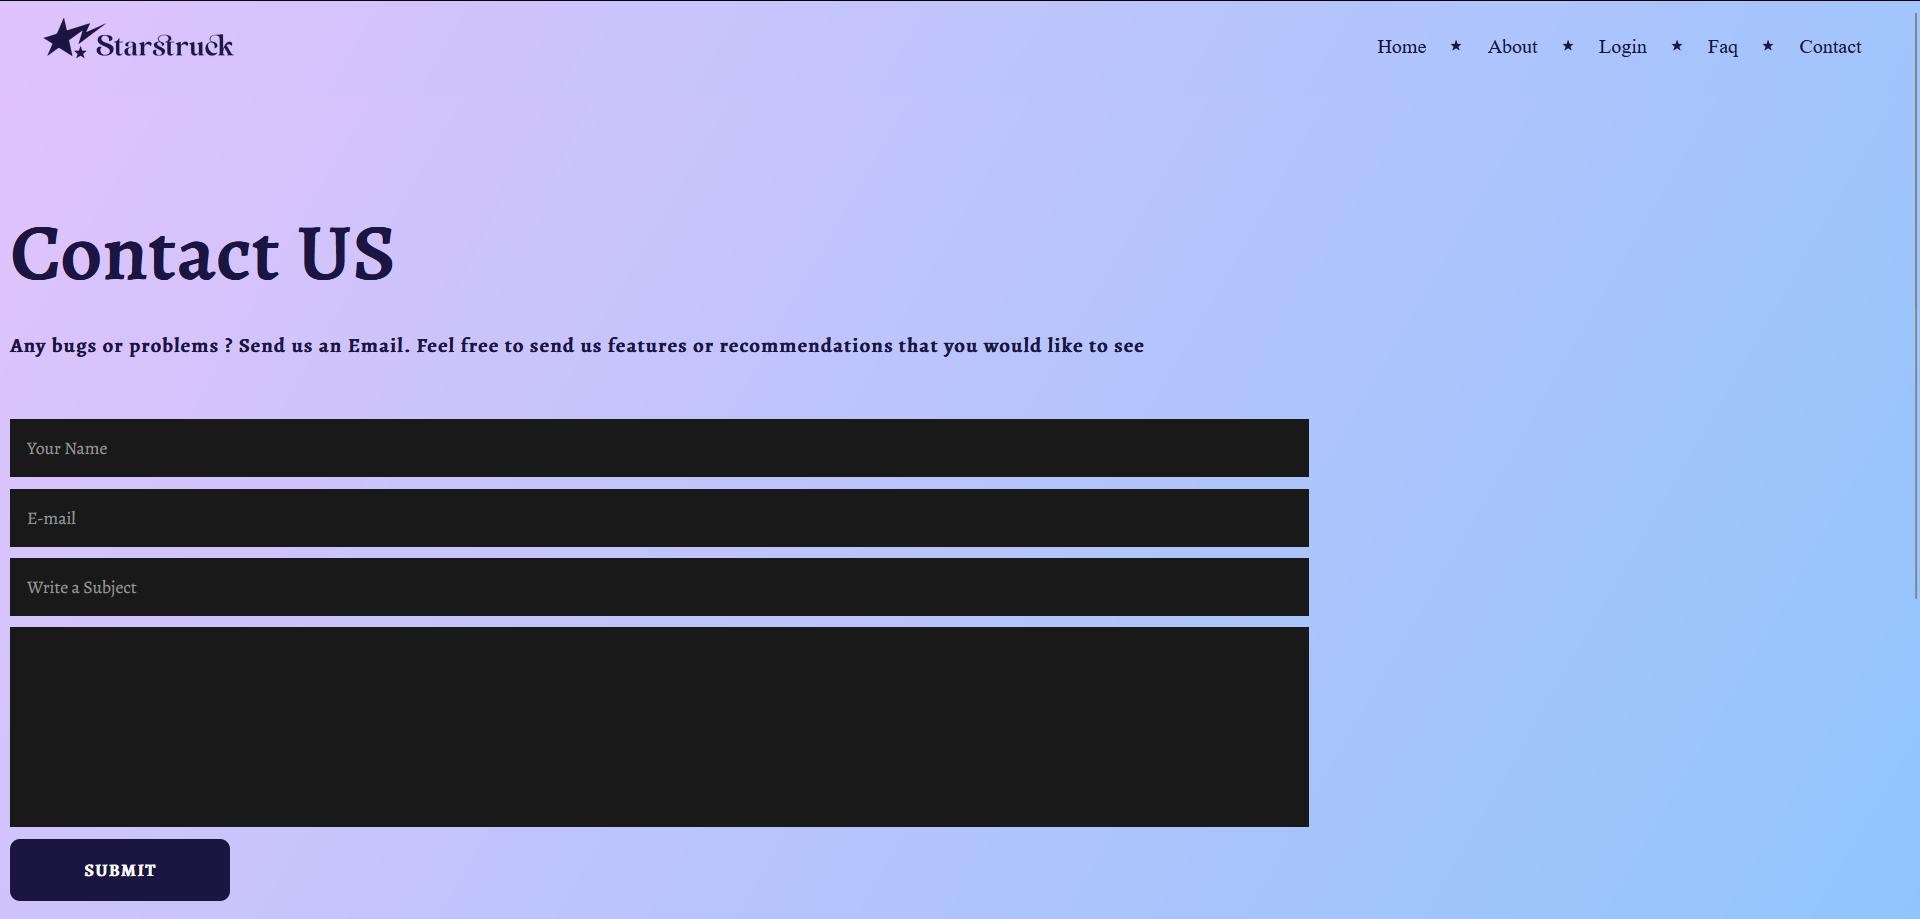 Starstruck
Home ★ About ★ Login ★ Faq ★ Contact
Contact US
Any bugs or problems ? Send us an Email. Feel free to send us features or recommendations that you would like to see
Your Name
E-mail
Write a Subject
SUBMIT